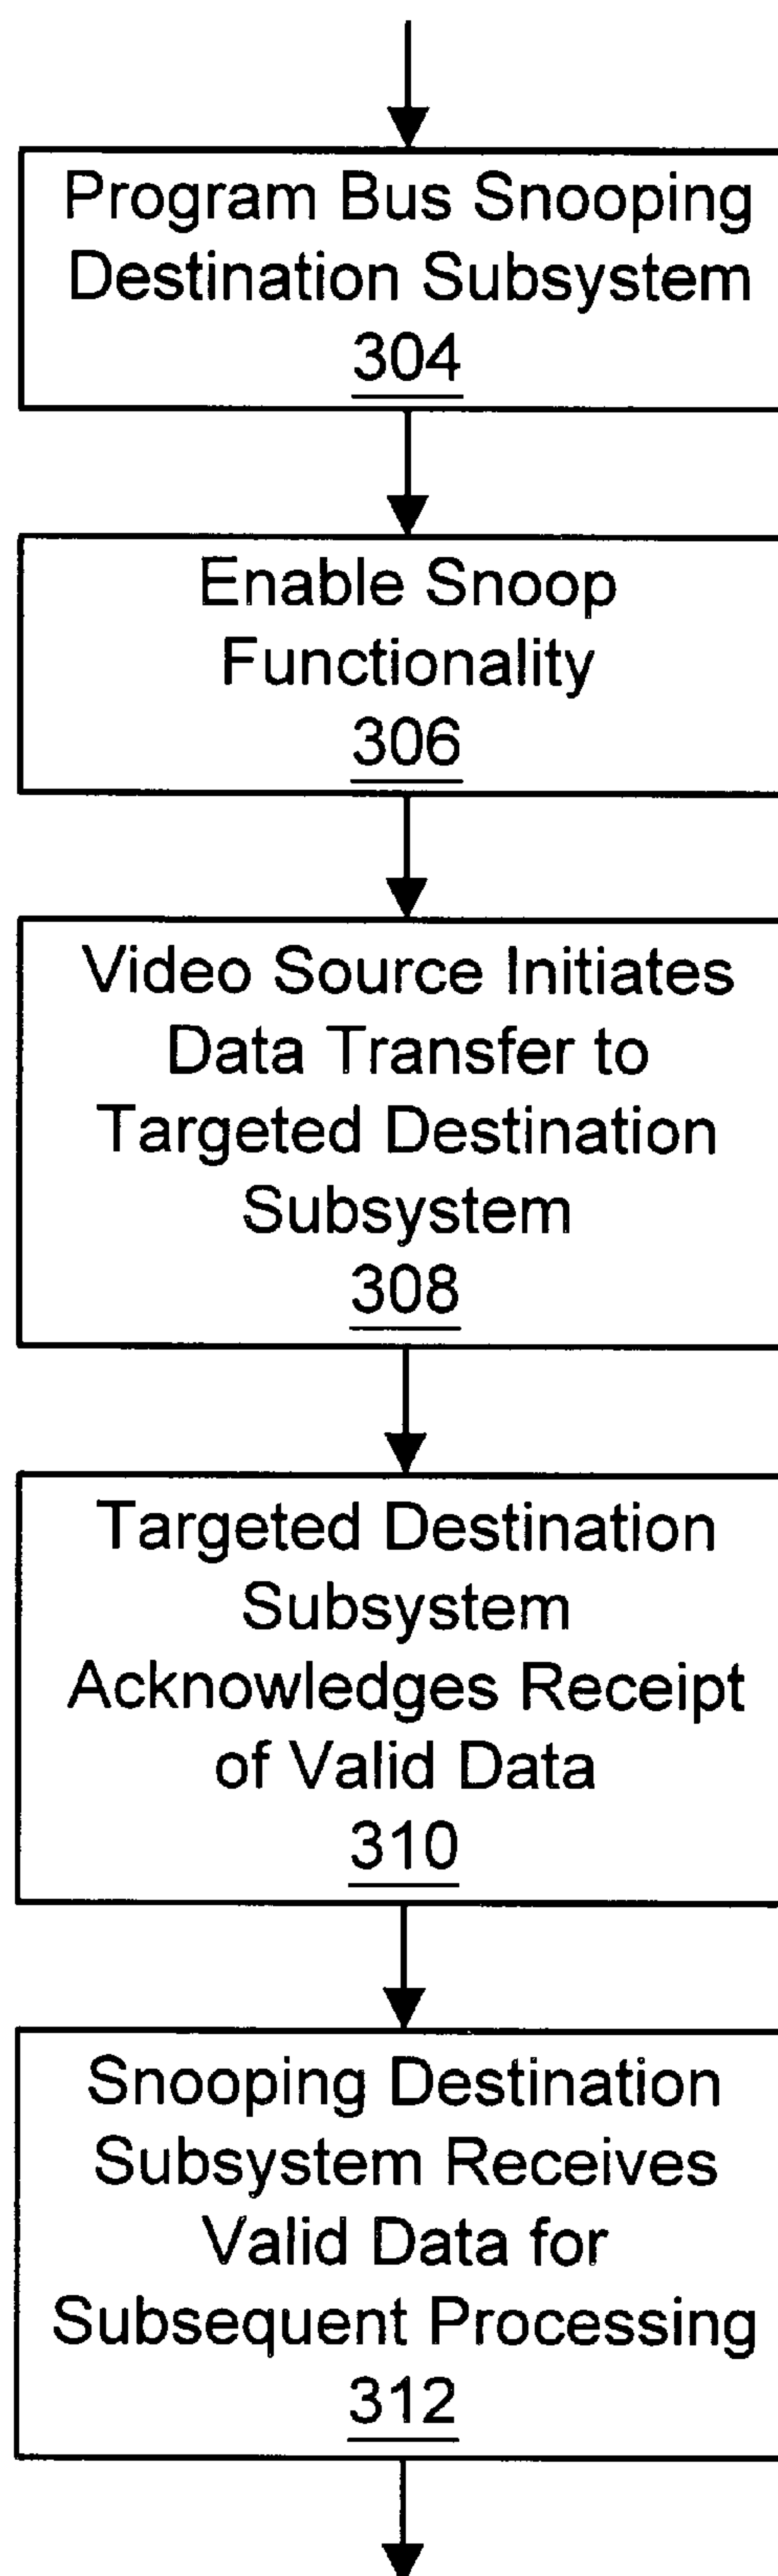 Program Bus Snooping
Destination Subsystem
304
Enable Snoop
Functionality
306
Video Source Initiates
Data Transfer to
Targeted Destination
Subsystem
308
Targeted Destination
Subsystem
Acknowledges Receipt
of Valid Data
310
Snooping Destination
Subsystem Receives
Valid Data for
Subsequent Processing
312